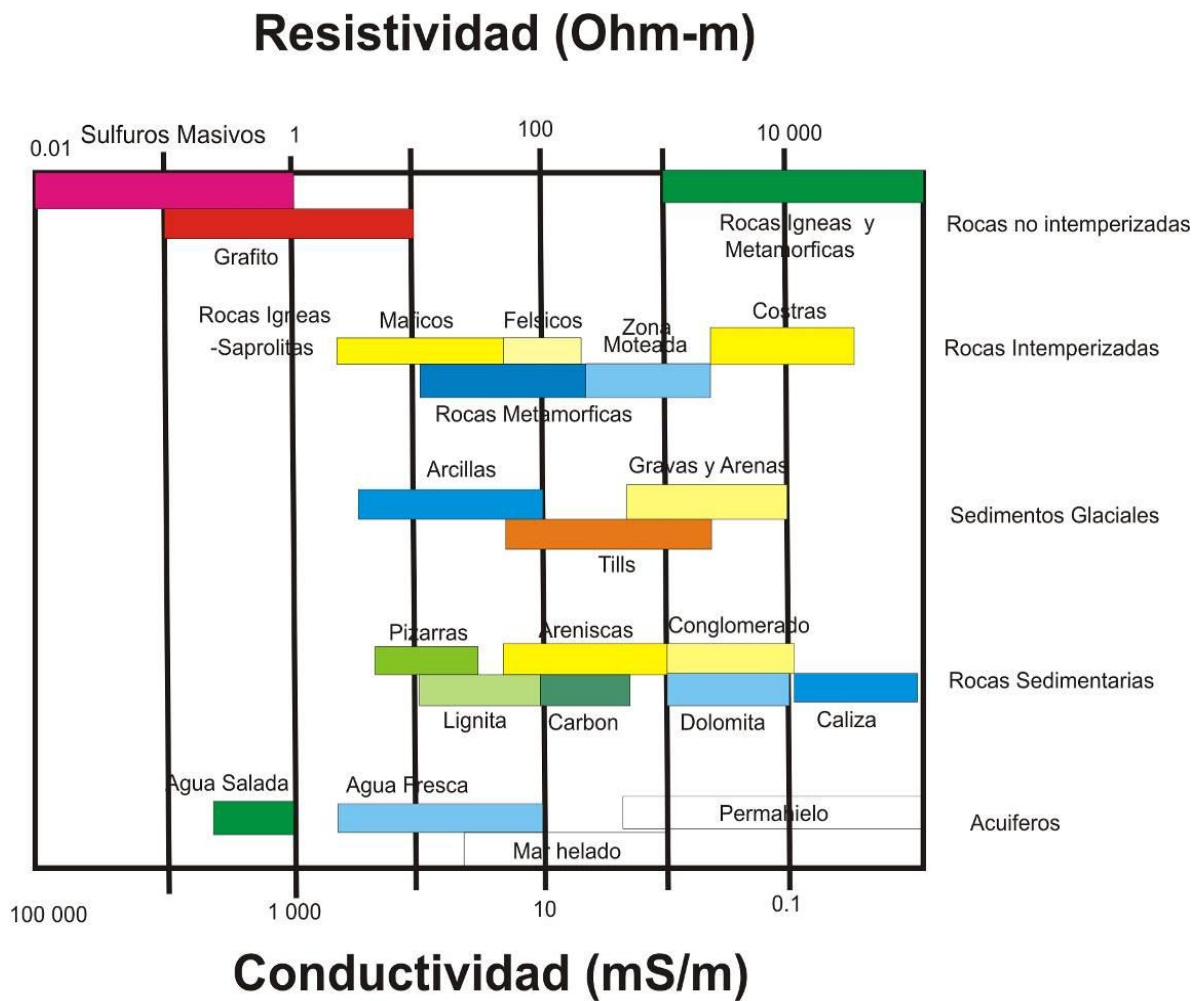 Resistividad (Ohm-m)
0.01
Sulfuros Masivos
1
100
10 000
Grafito
Rocas Igneas y
Metamorficas
Rocas no intemperizadas
Rocas Igneas
-Saprolitas
Maficos
Felsicos
Zona
Moteada
Costras
Rocas Intemperizadas
Rocas Metamorficas
Arcillas
Gravas y Arenas
Sedimentos Glaciales
Tills
Pizarras
Areniscas
Conglomerado
Rocas Sedimentarias
Lignita
Carbon
Dolomita
Caliza
Agua Salada
Agua Fresca
Permahielo
Acuiferos
Mar helado
100 000
1 000
10
0.1
Conductividad (mS/m)